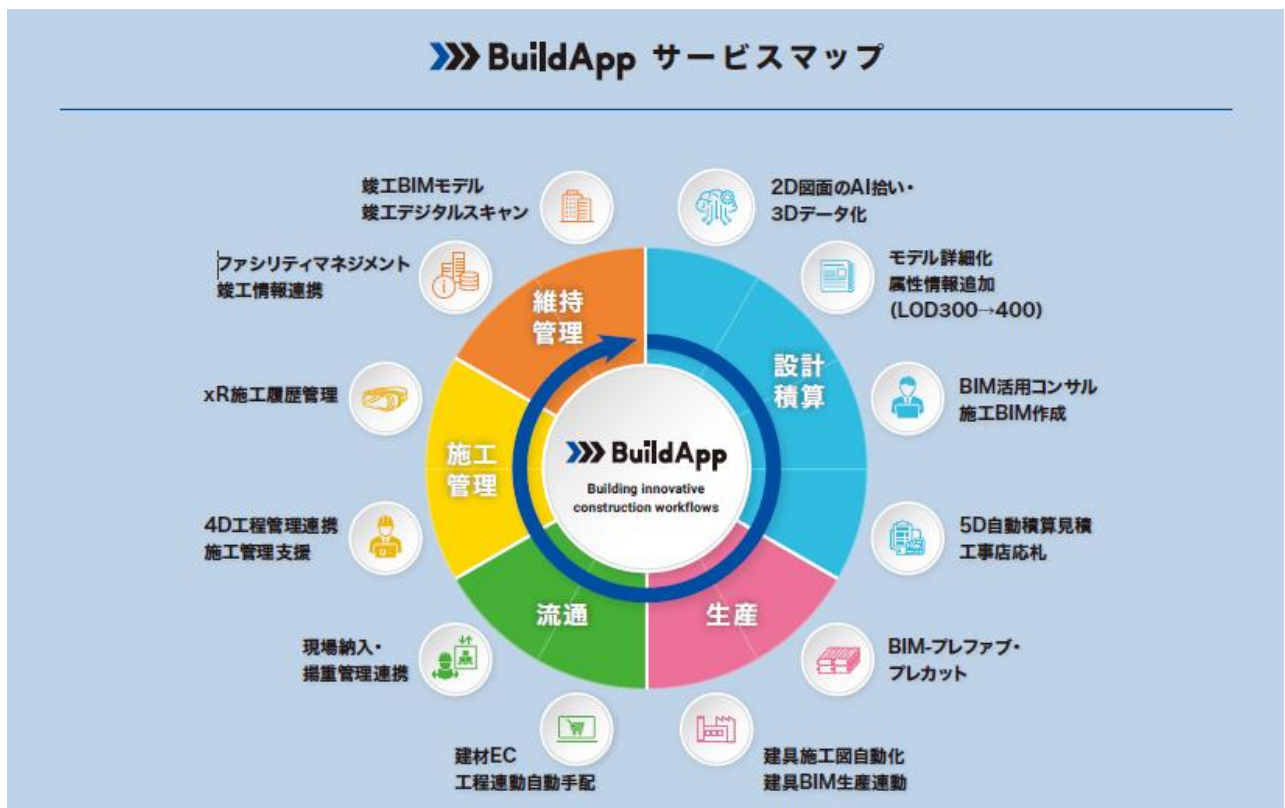 BuildApp サービスマップ
竣工BIMモデル
竣工デジタルスキャン
2D図面のAI拾い・
3Dデータ化
ファシリティマネジメント
竣工情報連携
モデル詳細化
属性情報追加
(LOD300→400)
維持
管理
設計
積算
xR施工履歴管理
BIM活用コンサル
施工BIM作成
施工
管理
BuildApp
Building innovative
construction workflows
4D工程管理連携
施工管理支援
5D自動積算見積
工事店応札
流通
生産
現場納入・
揚重管理連携
BIM-プレファブ・
プレカット
建材EC
工程連動自動手配
建具施工図自動化
建具BIM生産連動